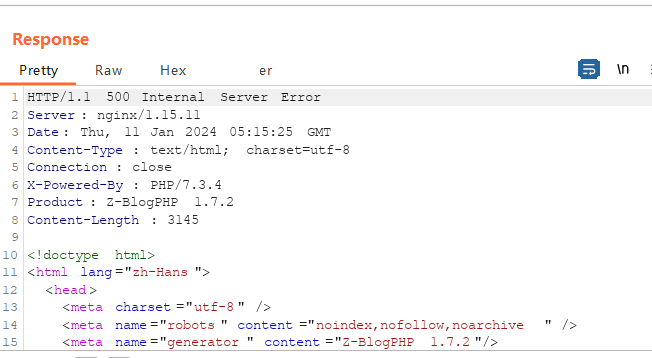 Response
Pretty Raw Hex er \n
1 HTTP/1.1 500 Internal Server Error
2 Server : nginx/1.15.11
3 Date : Thu, 11 Jan 2024 05:15:25 GMT
4 Content-Type : text/html; charset=utf-8
5 Connection : close
6 X-Powered-By : PHP/7.3.4
7 Product : Z-BlogPHP 1.7.2
8 Content-Length : 3145
9
10 <!doctype html>
11 <html lang ="zh-Hans ">
12 <head >
13 <meta charset ="utf-8 " />
14 <meta name ="robots " content ="noindex,nofollow,noarchive " />
15 <meta name ="generator " content ="Z-BlogPHP 1.7.2 "/>